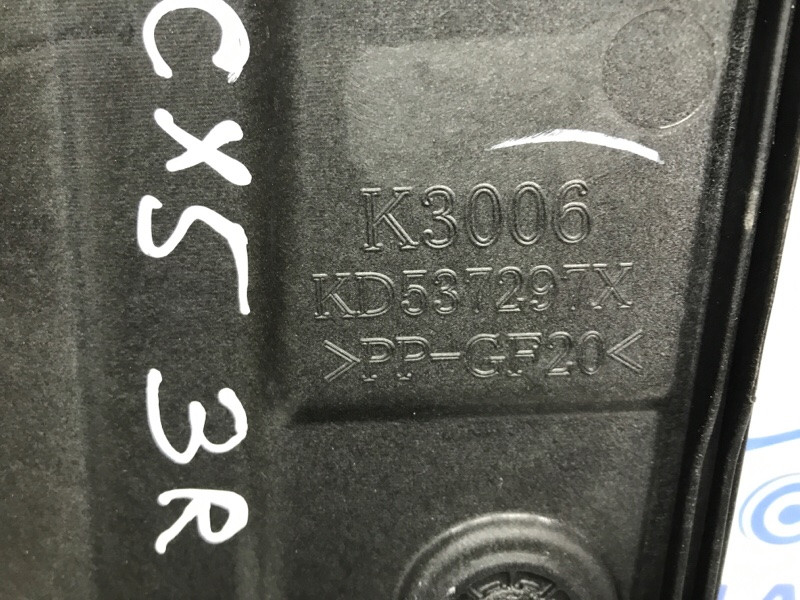 CX5 3R
K3006
KD537297X
>PP-GF20<